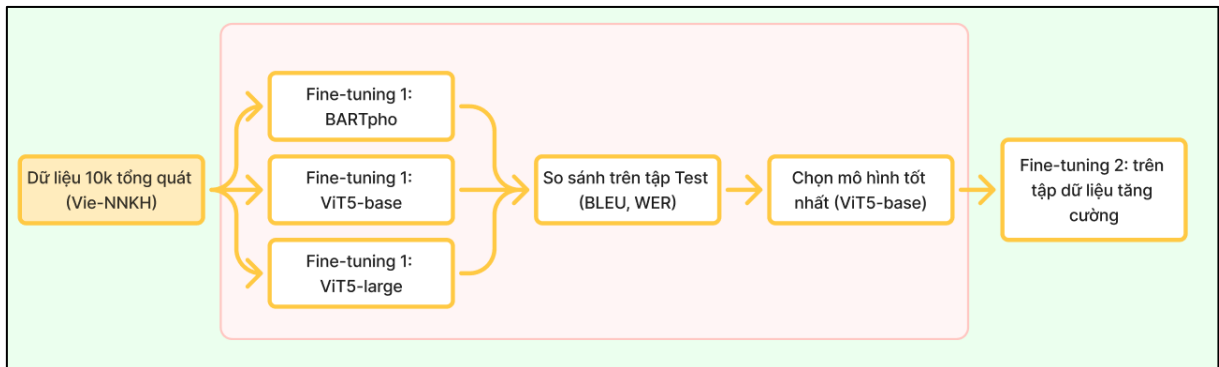 Dữ liệu 10k tổng quát
(Vie-NNKH)
Fine-tuning 1:
BARTpho
Fine-tuning 1:
ViT5-base
Fine-tuning 1:
ViT5-large
So sánh trên tập Test
(BLEU, WER)
Chọn mô hình tốt
nhất (ViT5-base)
Fine-tuning 2: trên
tập dữ liệu tăng
cường